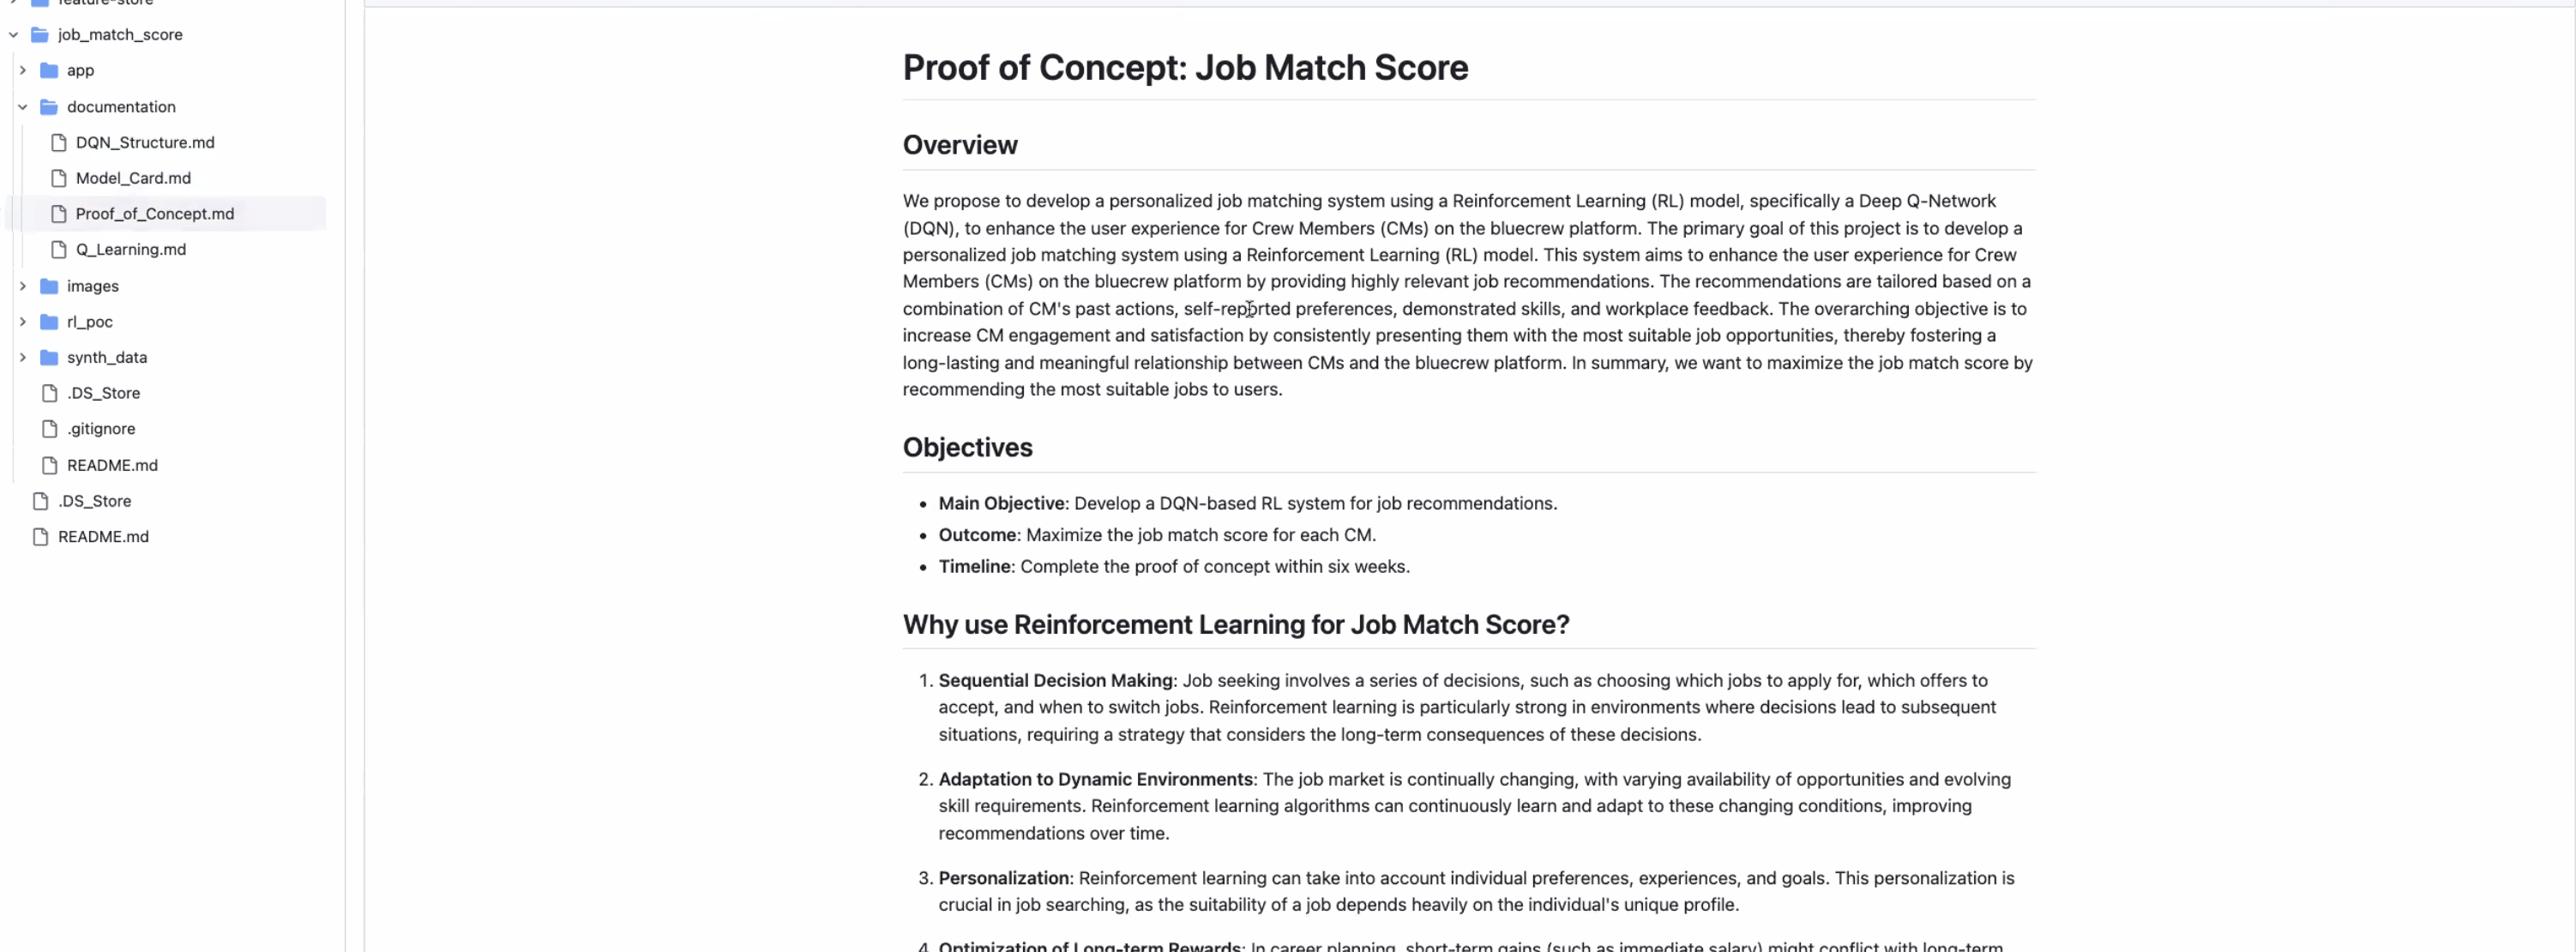 feature-store
job_match_score
app
documentation
DQN_Structure.md
Model_Card.md
Proof_of_Concept.md
Q_Learning.md
images
rl_poc
synth_data
.DS_Store
.gitignore
README.md
.DS_Store
README.md
Proof of Concept: Job Match Score
Overview
We propose to develop a personalized job matching system using a Reinforcement Learning (RL) model, specifically a Deep Q-Network
(DQN), to enhance the user experience for Crew Members (CMs) on the bluecrew platform. The primary goal of this project is to develop a
personalized job matching system using a Reinforcement Learning (RL) model. This system aims to enhance the user experience for Crew
Members (CMs) on the bluecrew platform by providing highly relevant job recommendations. The recommendations are tailored based on a
combination of CM's past actions, self-reported preferences, demonstrated skills, and workplace feedback. The overarching objective is to
increase CM engagement and satisfaction by consistently presenting them with the most suitable job opportunities, thereby fostering a
long-lasting and meaningful relationship between CMs and the bluecrew platform. In summary, we want to maximize the job match score by
recommending the most suitable jobs to users.
Objectives
• Main Objective: Develop a DQN-based RL system for job recommendations.
• Outcome: Maximize the job match score for each CM.
• Timeline: Complete the proof of concept within six weeks.
Why use Reinforcement Learning for Job Match Score?
1. Sequential Decision Making: Job seeking involves a series of decisions, such as choosing which jobs to apply for, which offers to
accept, and when to switch jobs. Reinforcement learning is particularly strong in environments where decisions lead to subsequent
situations, requiring a strategy that considers the long-term consequences of these decisions.
2. Adaptation to Dynamic Environments: The job market is continually changing, with varying availability of opportunities and evolving
skill requirements. Reinforcement learning algorithms can continuously learn and adapt to these changing conditions, improving
recommendations over time.
3. Personalization: Reinforcement learning can take into account individual preferences, experiences, and goals. This personalization is
crucial in job searching, as the suitability of a job depends heavily on the individual's unique profile.
4. Optimization of Long-term Rewards: In career planning, short-term gains (such as immediate salary) might conflict with long-term